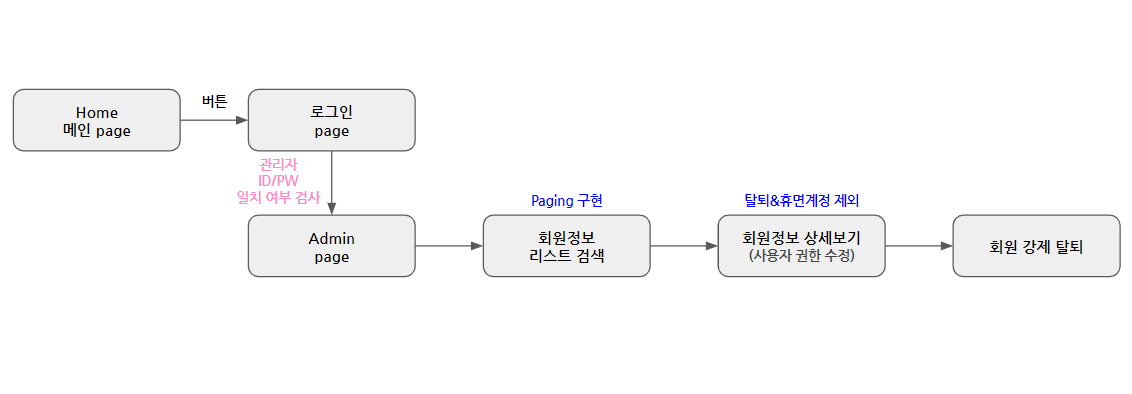 Home
메인 page
버튼
로그인
page
관리자
ID/PW
일치 여부 검사
Admin
page
Paging 구현
회원정보
리스트 검색
탈퇴&휴면계정 제외
회원정보 상세보기
(사용자 권한 수정)
회원 강제 탈퇴